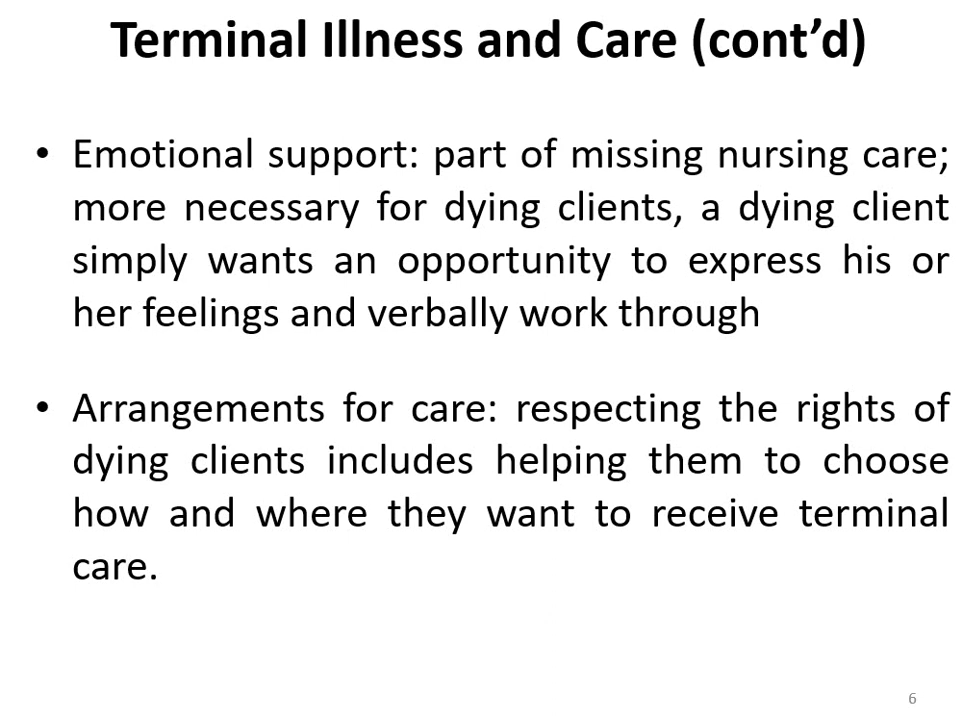 Terminal Illness and Care (cont’d)
• Emotional support: part of missing nursing care;
more necessary for dying clients, a dying client
simply wants an opportunity to express his or
her feelings and verbally work through
• Arrangements for care: respecting the rights of
dying clients includes helping them to choose
how and where they want to receive terminal
care.
6